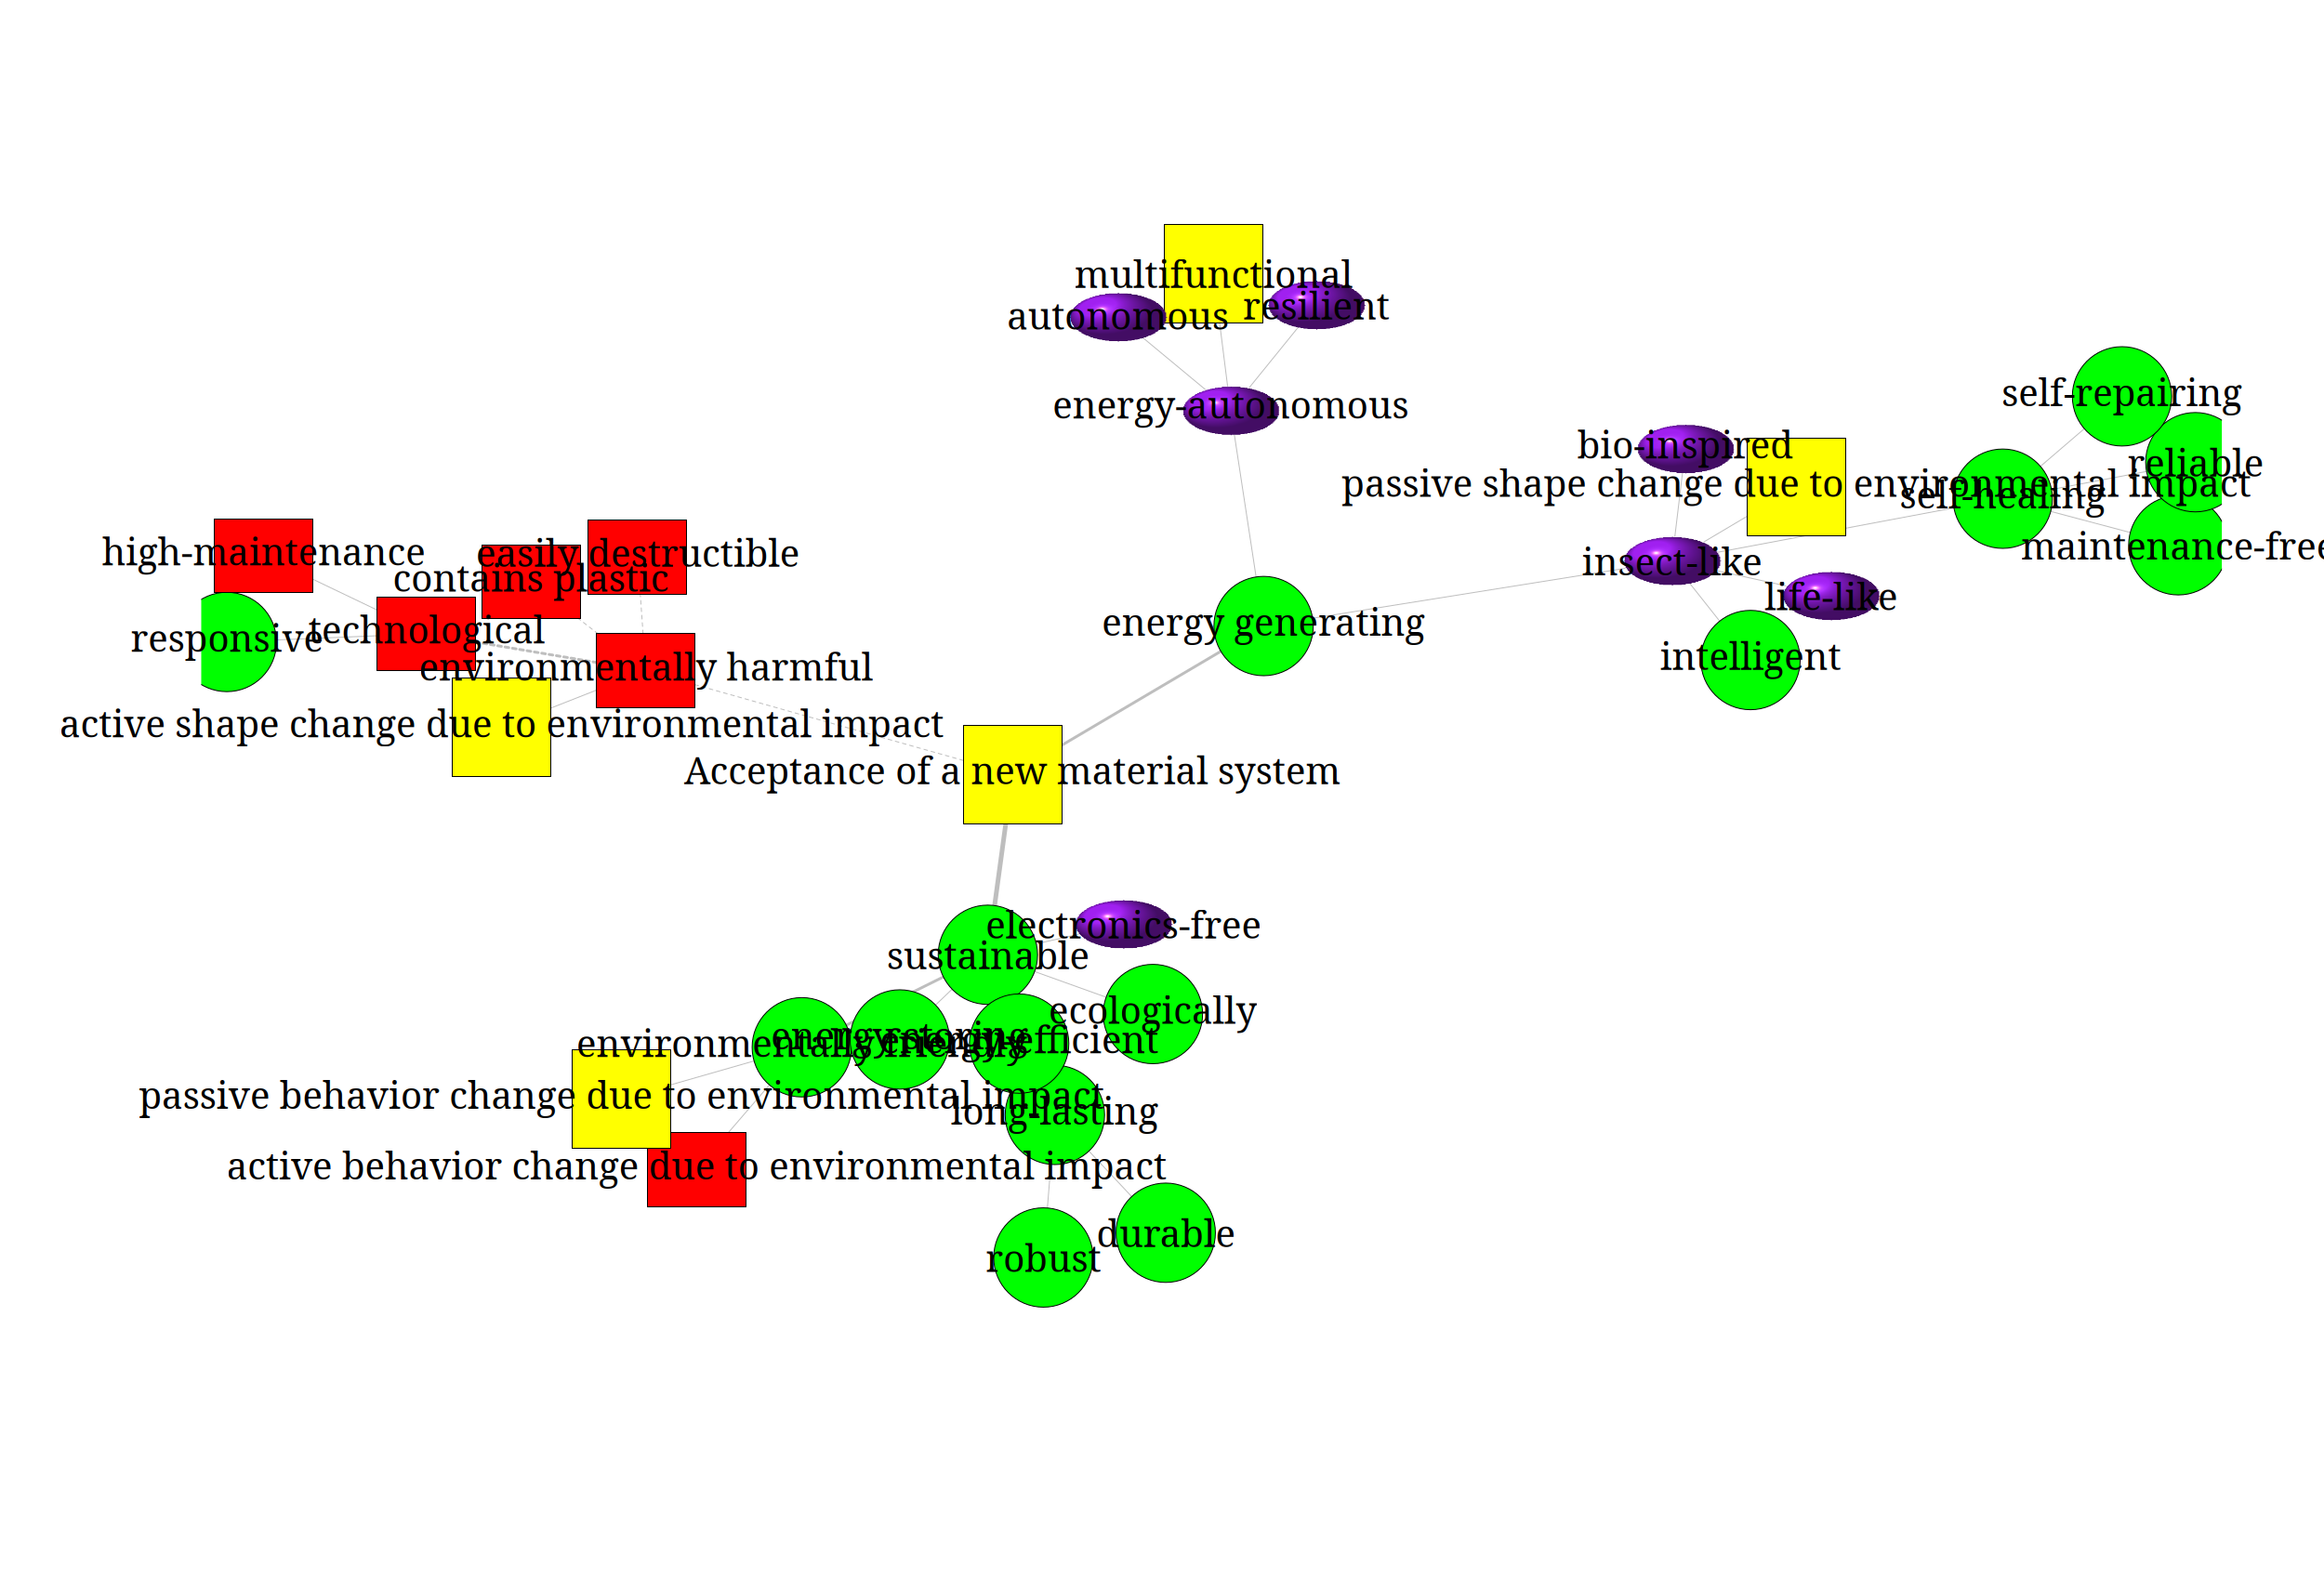 multifunctional
resilient
autonomous
energy-autonomous
self-repairing
bio-inspired
reliable
passive shape change due to environmental impact
self-healing
maintenance-free
high-maintenance
easily destructible
contains plastic
insect-like
life-like
energy generating
technological
responsive
intelligent
environmentally harmful
active shape change due to environmental impact
Acceptance of a new material system
electronics-free
sustainable
ecologically
energy storing
energy-efficient
environmentally friendly
passive behavior change due to environmental impact
long-lasting
active behavior change due to environmental impact
durable
robust